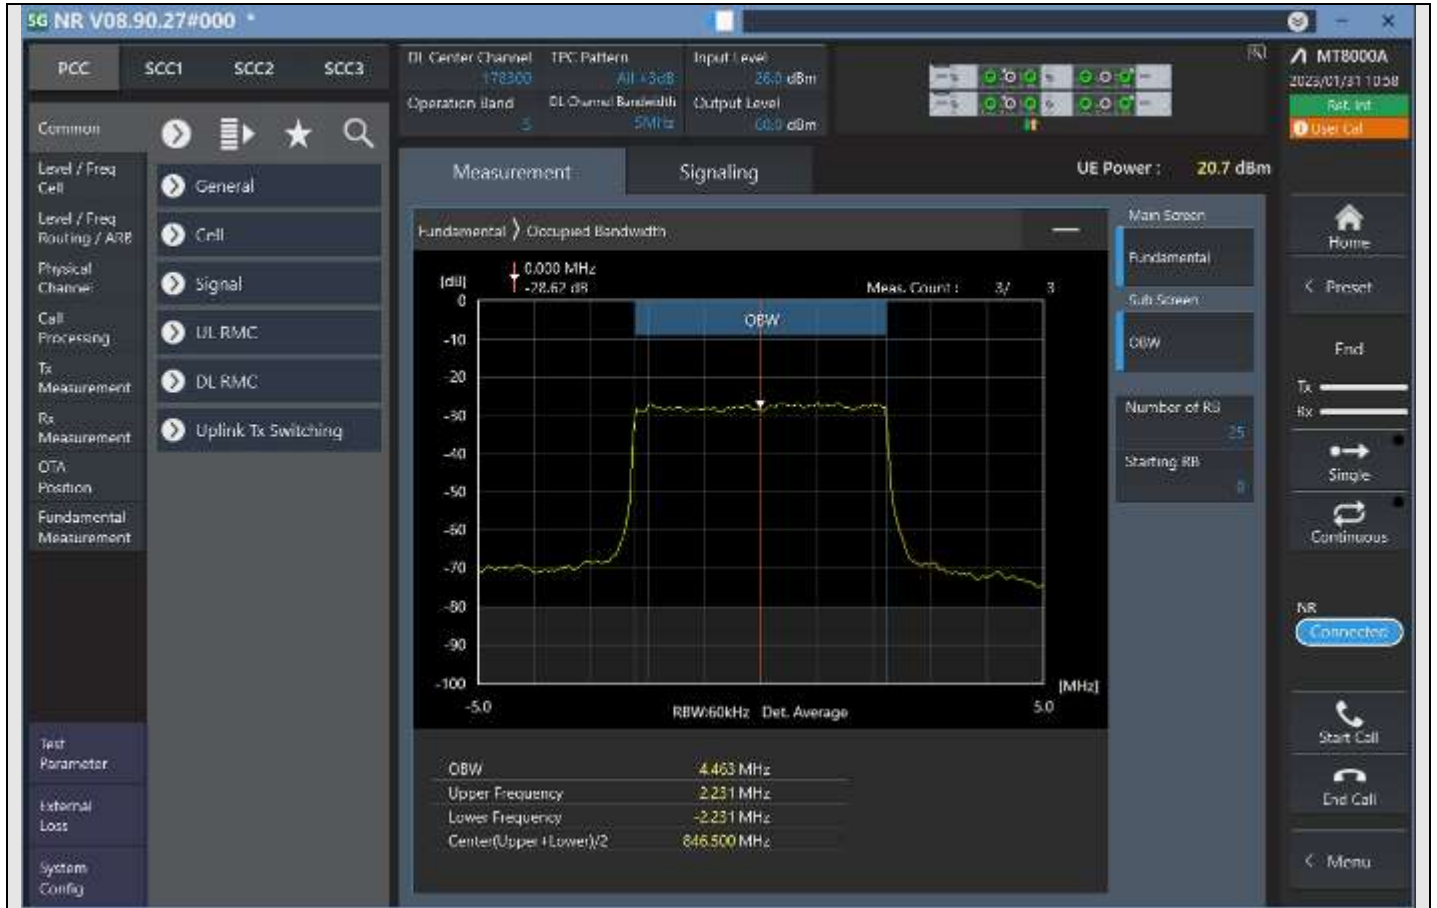 SG NR V08.90.27#000 *
PCC SCC1 SCC2 SCC3
DL Center Channel TPC Pattern Input Level
178300 All +3dB 26.0 dBm
Operation Band DL Channel Bandwidth Output Level
5 5MHz dBm
MT8000A
2023/01/31 10:58
Ref. Int
User Cal
Common
Level / Freq
Cell
Level / Freq
Routing / ARB
Physical
Channel
Call
Processing
Tx
Measurement
Rx
Measurement
OTA
Position
Fundamental
Measurement
Test
Parameter
External
Loss
System
Config
General
Cell
Signal
UL RMC
DL RMC
Uplink Tx Switching
Measurement Signaling
UE Power : 20.7 dBm
Fundamental Occupied Bandwidth
[dB]
0.000 MHz
-28.62 dB
Meas. Count : 3/ 3
OBW
0
-10
-20
-30
-40
-50
-60
-70
-80
-90
-100
-5.0
RBW:60kHz Det. Average
5.0
[MHz]
OBW 4.463 MHz
Upper Frequency 2.231 MHz
Lower Frequency -2.231 MHz
Center(Upper+Lower)/2 846.500 MHz
Main Screen
Fundamental
Sub Screen
OBW
Number of RB
25
Starting RB
0
Home
< Preset
End
Tx
Rx
Single
Continuous
NR
Connected
Start Call
End Call
< Menu